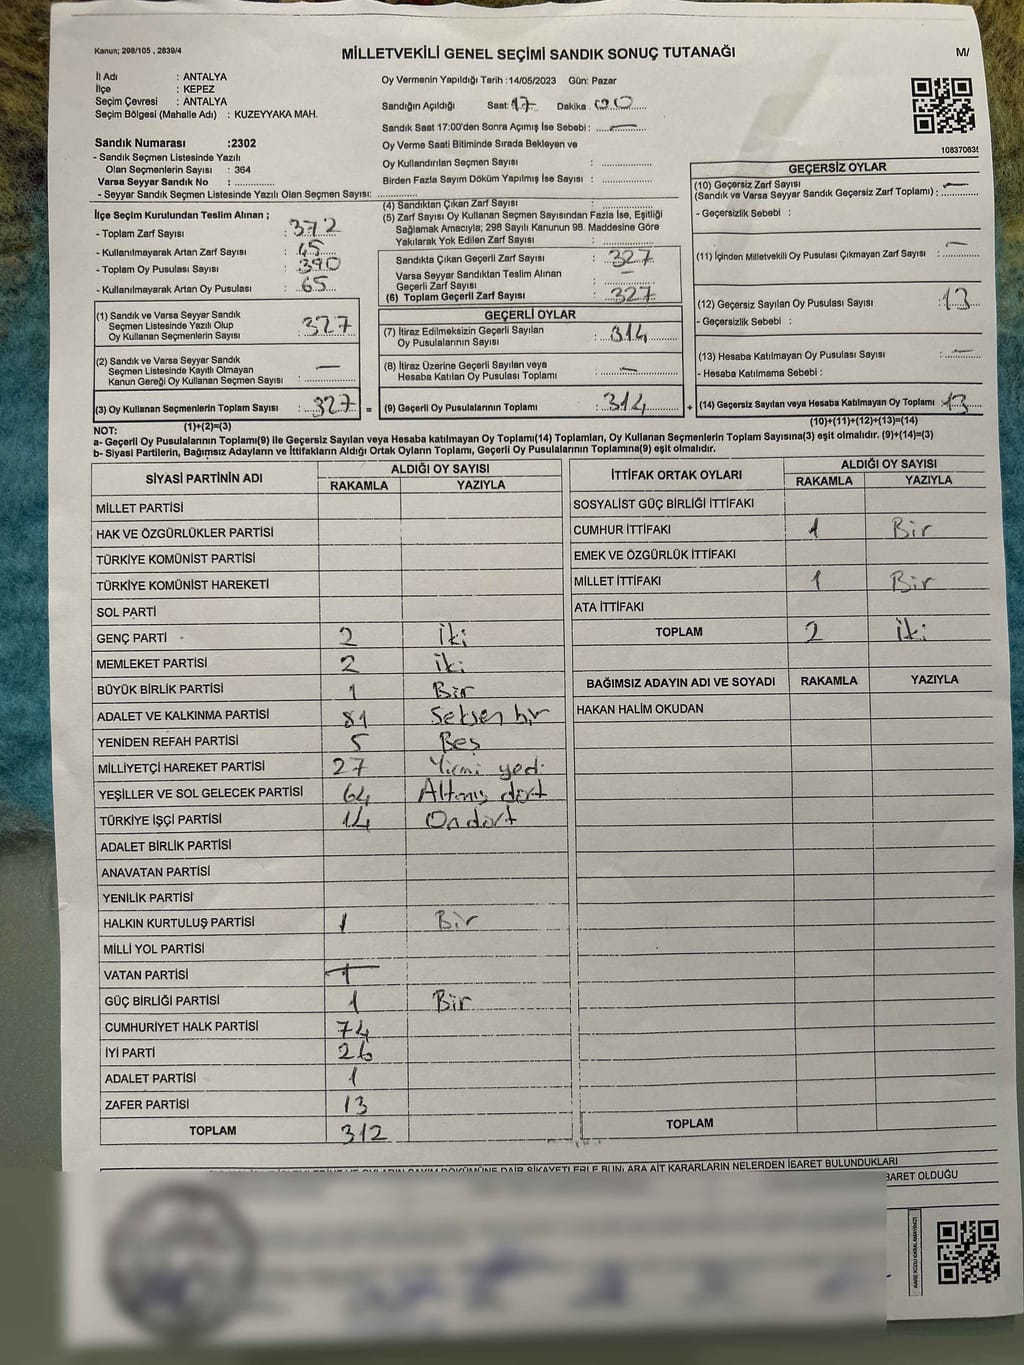 Kanun; 298/105 , 2839/4
MİLLETVEKİLİ GENEL SEÇİMİ SANDIK SONUÇ TUTANAĞI
M/
İl Adı : ANTALYA
İlçe : KEPEZ
Seçim Çevresi : ANTALYA
Seçim Bölgesi (Mahalle Adı) : KUZEYYAKA MAH.
Oy Vermenin Yapıldığı Tarih :14/05/2023 Gün: Pazar
Sandığın Açıldığı Saat: 17 Dakika 00
Sandık Saat 17:00'den Sonra Açımış İse Sebebi :
Oy Verme Saati Bitiminde Sırada Bekleyen ve
Oy Kullandırılan Seçmen Sayısı :
Birden Fazla Sayım Döküm Yapılmış İse Sayısı :
Sandık Numarası :2302
- Sandık Seçmen Listesinde Yazılı
Olan Seçmenlerin Sayısı : 364
Varsa Seyyar Sandık No :
- Seyyar Sandık Seçmen Listesinde Yazılı Olan Seçmen Sayısı:
İlçe Seçim Kurulundan Teslim Alınan ;
- Toplam Zarf Sayısı : 372
- Kullanılmayarak Artan Zarf Sayısı : 45
- Toplam Oy Pusulası Sayısı : 390
- Kullanılmayarak Artan Oy Pusulası : 65
(4) Sandıktan Çıkan Zarf Sayısı :
(5) Zarf Sayısı Oy Kullanan Seçmen Sayısından Fazla İse, Eşitliği
Sağlamak Amacıyla; 298 Sayılı Kanunun 98. Maddesine Göre
Yakılarak Yok Edilen Zarf Sayısı :
Sandıkta Çıkan Geçerli Zarf Sayısı : 327
Varsa Seyyar Sandıktan Teslim Alınan
Geçerli Zarf Sayısı : –
(6) Toplam Geçerli Zarf Sayısı : 327
GEÇERSİZ OYLAR
(10) Geçersiz Zarf Sayısı
(Sandık ve Varsa Seyyar Sandık Geçersiz Zarf Toplamı) : –
- Geçersizlik Sebebi :
(11) İçinden Milletvekili Oy Pusulası Çıkmayan Zarf Sayısı : –
(12) Geçersiz Sayılan Oy Pusulası Sayısı : 13
- Geçersizlik Sebebi :
(13) Hesaba Katılmayan Oy Pusulası Sayısı : –
- Hesaba Katılmama Sebebi :
(14) Geçersiz Sayılan veya Hesaba Katılmayan Oy Toplamı : 13
(10)+(11)+(12)+(13)=(14)
(1) Sandık ve Varsa Seyyar Sandık
Seçmen Listesinde Yazılı Olup
Oy Kullanan Seçmenlerin Sayısı : 327
(2) Sandık ve Varsa Seyyar Sandık
Seçmen Listesinde Kayıtlı Olmayan
Kanun Gereği Oy Kullanan Seçmen Sayısı : –
(3) Oy Kullanan Seçmenlerin Toplam Sayısı : 327 =
(1)+(2)=(3)
GEÇERLİ OYLAR
(7) İtiraz Edilmeksizin Geçerli Sayılan
Oy Pusulalarının Sayısı : 314
(8) İtiraz Üzerine Geçerli Sayılan veya
Hesaba Katılan Oy Pusulası Toplamı : –
(9) Geçerli Oy Pusulalarının Toplamı : 314 +
NOT:
a- Geçerli Oy Pusulalarının Toplamı(9) ile Geçersiz Sayılan veya Hesaba katılmayan Oy Toplamı(14) Toplamları, Oy Kullanan Seçmenlerin Toplam Sayısına(3) eşit olmalıdır. (9)+(14)=(3)
b- Siyasi Partilerin, Bağımsız Adayların ve İttifakların Aldığı Ortak Oyların Toplamı, Geçerli Oy Pusulalarının Toplamına(9) eşit olmalıdır.
SİYASİ PARTİNİN ADI ALDIĞI OY SAYISI
RAKAMLA YAZIYLA
MİLLET PARTİSİ
HAK VE ÖZGÜRLÜKLER PARTİSİ
TÜRKİYE KOMÜNİST PARTİSİ
TÜRKİYE KOMÜNİST HAREKETİ
SOL PARTİ
GENÇ PARTİ 2 iki
MEMLEKET PARTİSİ 2 iki
BÜYÜK BİRLİK PARTİSİ 1 Bir
ADALET VE KALKINMA PARTİSİ 81 Seksen bir
YENİDEN REFAH PARTİSİ 5 Beş
MİLLİYETÇİ HAREKET PARTİSİ 27 Yirmi yedi
YEŞİLLER VE SOL GELECEK PARTİSİ 64 Altmış dört
TÜRKİYE İŞÇİ PARTİSİ 14 On dört
ADALET BİRLİK PARTİSİ
ANAVATAN PARTİSİ
YENİLİK PARTİSİ
HALKIN KURTULUŞ PARTİSİ 1 Bir
MİLLİ YOL PARTİSİ
VATAN PARTİSİ
GÜÇ BİRLİĞİ PARTİSİ 1 Bir
CUMHURİYET HALK PARTİSİ 74
İYİ PARTİ 26
ADALET PARTİSİ 1
ZAFER PARTİSİ 13
TOPLAM 312
İTTİFAK ORTAK OYLARI ALDIĞI OY SAYISI
RAKAMLA YAZIYLA
SOSYALİST GÜÇ BİRLİĞİ İTTİFAKI
CUMHUR İTTİFAKI 1 Bir
EMEK VE ÖZGÜRLÜK İTTİFAKI
MİLLET İTTİFAKI 1 Bir
ATA İTTİFAKI
TOPLAM 2 iki
BAĞIMSIZ ADAYIN ADI VE SOYADI RAKAMLA YAZIYLA
HAKAN HALİM OKUDAN
TOPLAM
ŞİKAYETLERLE BUNLARA AİT KARARLARIN NELERDEN İBARET BULUNDUKLARI
BARET OLDUĞU